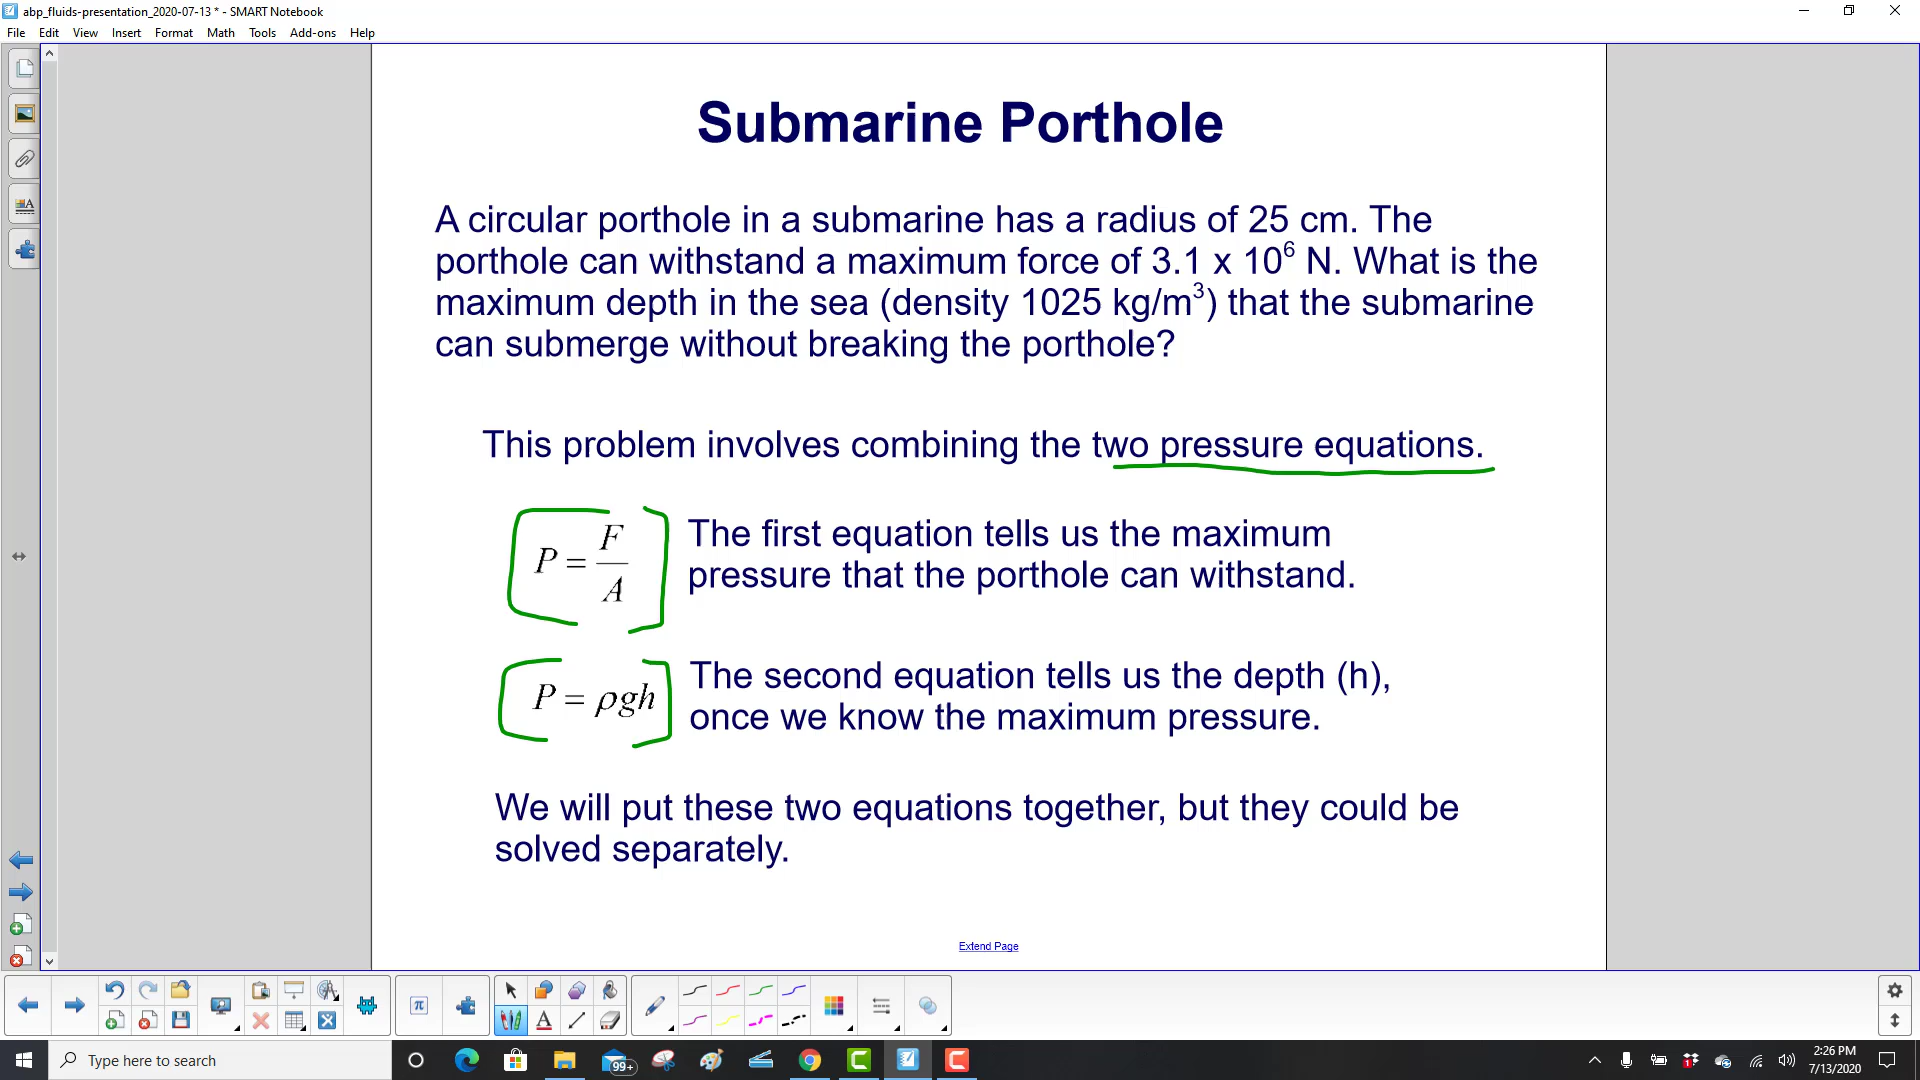 abp_fluids-presentation_2020-07-13 * - SMART Notebook
File Edit View Insert Format Math Tools Add-ons Help
Submarine Porthole
A circular porthole in a submarine has a radius of 25 cm. The
porthole can withstand a maximum force of 3.1 x 10⁶ N. What is the
maximum depth in the sea (density 1025 kg/m³) that the submarine
can submerge without breaking the porthole?
This problem involves combining the two pressure equations.
P = F/A
The first equation tells us the maximum
pressure that the porthole can withstand.
P = ρgh
The second equation tells us the depth (h),
once we know the maximum pressure.
We will put these two equations together, but they could be
solved separately.
Extend Page
Type here to search
99+
2:26 PM
7/13/2020